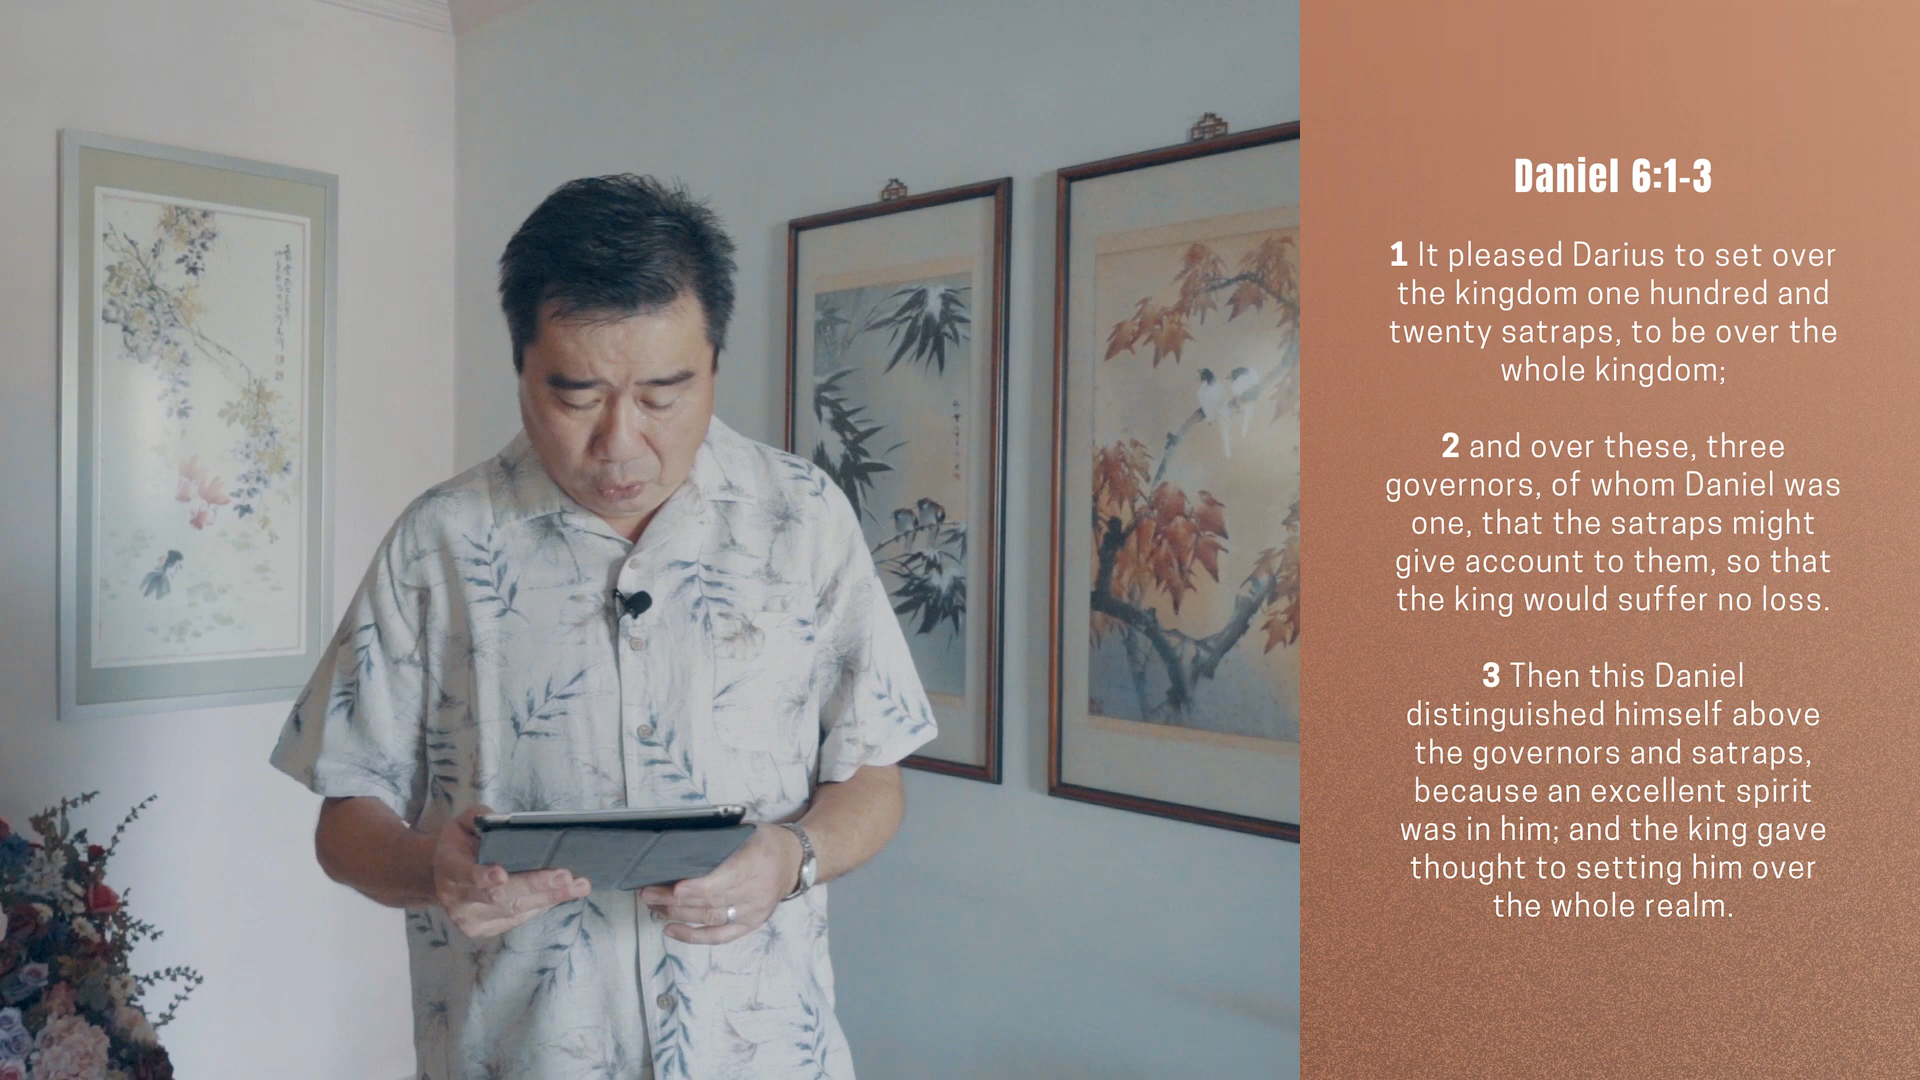 Daniel 6:1-3
1 It pleased Darius to set over
the kingdom one hundred and
twenty satraps, to be over the
whole kingdom;
2 and over these, three
governors, of whom Daniel was
one, that the satraps might
give account to them, so that
the king would suffer no loss.
3 Then this Daniel
distinguished himself above
the governors and satraps,
because an excellent spirit
was in him; and the king gave
thought to setting him over
the whole realm.